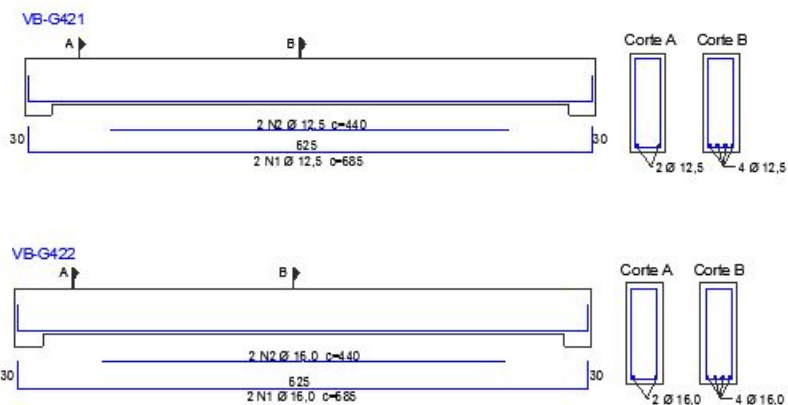 VB-G421
A B Corte A Corte B
2 N2 Ø 12,5 c=440
30 625 30
2 N1 Ø 12,5 c=685
2 Ø 12,5 4 Ø 12,5
VB-G422
A B Corte A Corte B
2 N2 Ø 16,0 c=440
30 625 30
2 N1 Ø 16,0 c=685
2 Ø 16,0 4 Ø 16,0